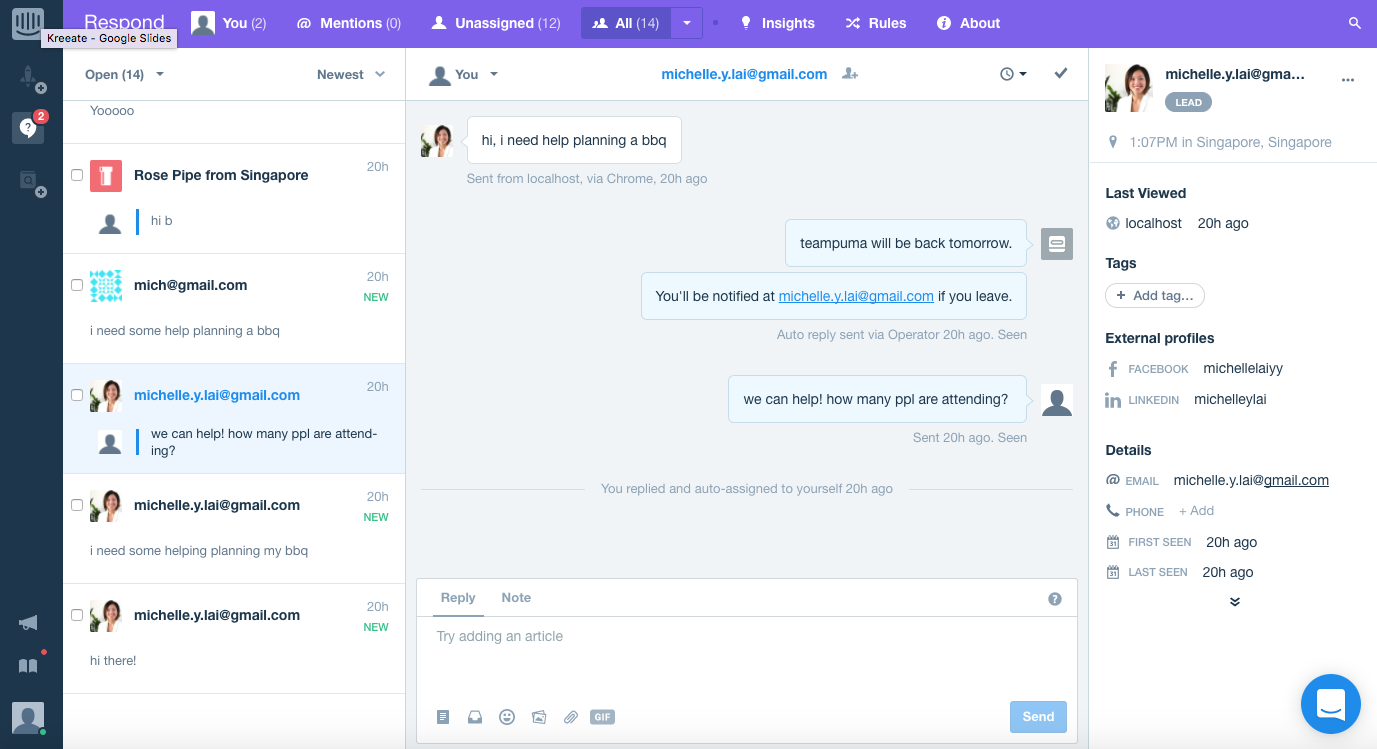 Respond
You (2)
@ Mentions (0)
Unassigned (12)
All (14)
Insights
Rules
About
Kreeate - Google Slides
2
Open (14)
Newest
Yooooo
Rose Pipe from Singapore
20h
hi b
mich@gmail.com
20h
NEW
i need some help planning a bbq
michelle.y.lai@gmail.com
20h
we can help! how many ppl are attend-
ing?
michelle.y.lai@gmail.com
20h
NEW
i need some helping planning my bbq
michelle.y.lai@gmail.com
20h
NEW
hi there!
You
michelle.y.lai@gmail.com
hi, i need help planning a bbq
Sent from localhost, via Chrome, 20h ago
teampuma will be back tomorrow.
You'll be notified at michelle.y.lai@gmail.com if you leave.
Auto reply sent via Operator 20h ago. Seen
we can help! how many ppl are attending?
Sent 20h ago. Seen
You replied and auto-assigned to yourself 20h ago
Reply
Note
Try adding an article
GIF
Send
michelle.y.lai@gma...
LEAD
1:07PM in Singapore, Singapore
Last Viewed
localhost 20h ago
Tags
+ Add tag...
External profiles
FACEBOOK michellelaiyy
LINKEDIN michelleylai
Details
@ EMAIL michelle.y.lai@gmail.com
PHONE + Add
31 FIRST SEEN 20h ago
31 LAST SEEN 20h ago